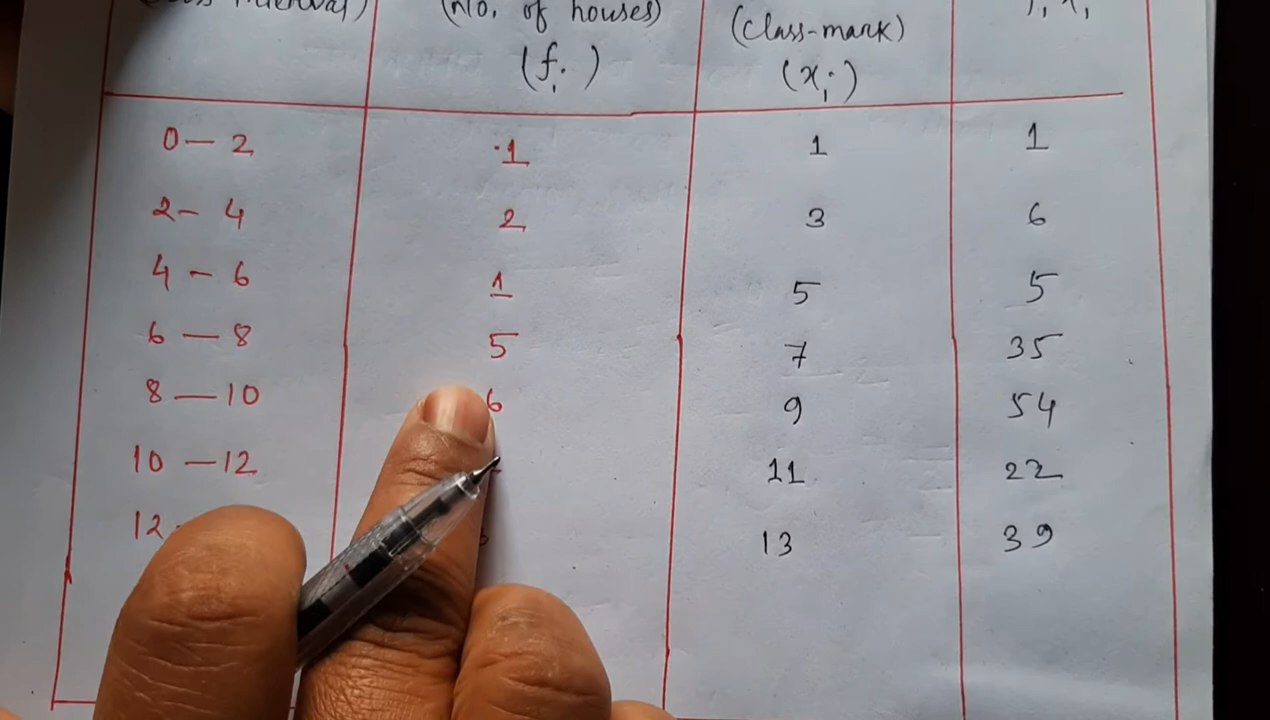 (No. of houses)
(class-mark)
(fi) (xi)
0 — 2 1 1 1
2 - 4 2 3 6
4 - 6 1 5 5
6 — 8 5 7 35
8 — 10 6 9 54
10 — 12 11 22
12 13 39